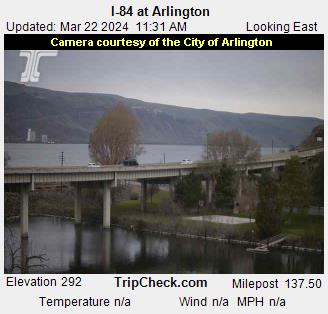 I-84 at Arlington
Updated: Mar 22 2024 11:31 AM Looking East
Camera courtesy of the City of Arlington
Elevation 292 TripCheck.com Milepost 137.50
Temperature n/a Wind n/a MPH n/a